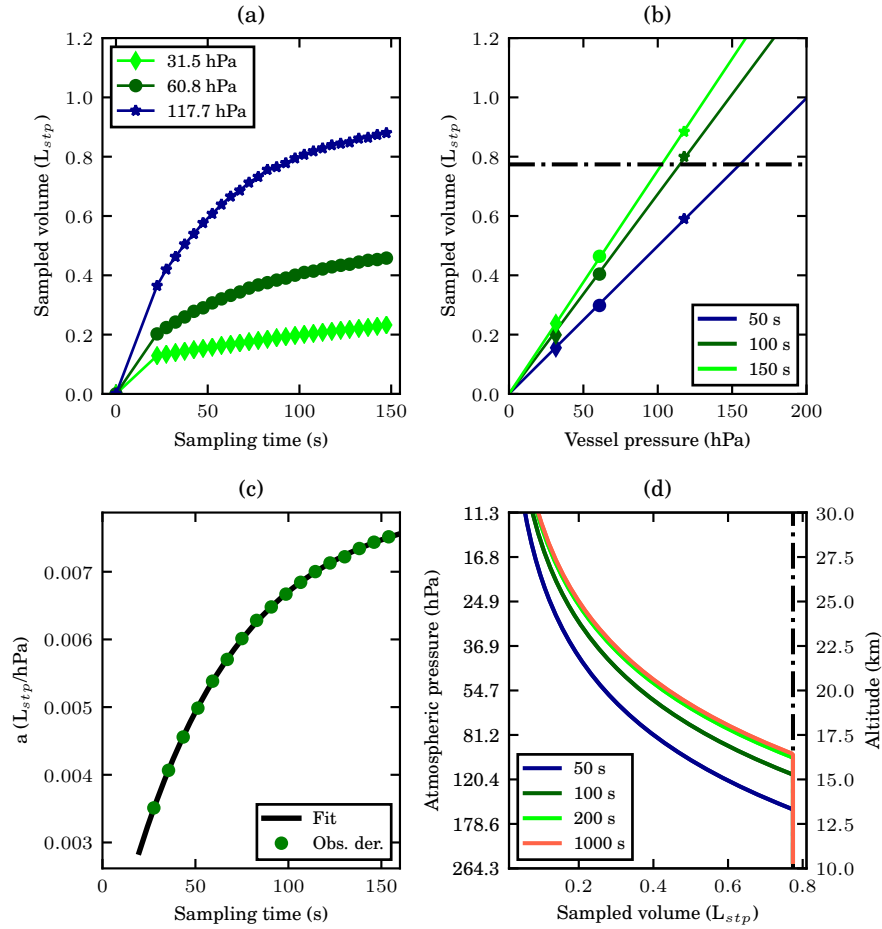 (a)
Sampled volume (L_stp)
1.2
1.0
0.8
0.6
0.4
0.2
0.0
31.5 hPa
60.8 hPa
117.7 hPa
0
50
100
150
Sampling time (s)
(b)
Sampled volume (L_stp)
1.2
1.0
0.8
0.6
0.4
0.2
0.0
50 s
100 s
150 s
0
50
100
150
200
Vessel pressure (hPa)
(c)
a (L_stp/hPa)
0.007
0.006
0.005
0.004
0.003
Fit
Obs. der.
0
50
100
150
Sampling time (s)
(d)
Atmospheric pressure (hPa)
11.3
16.8
24.9
36.9
54.7
81.2
120.4
178.6
264.3
50 s
100 s
200 s
1000 s
30.0
27.5
25.0
22.5
20.0
17.5
15.0
12.5
10.0
Altitude (km)
0.2
0.4
0.6
0.8
Sampled volume (L_stp)